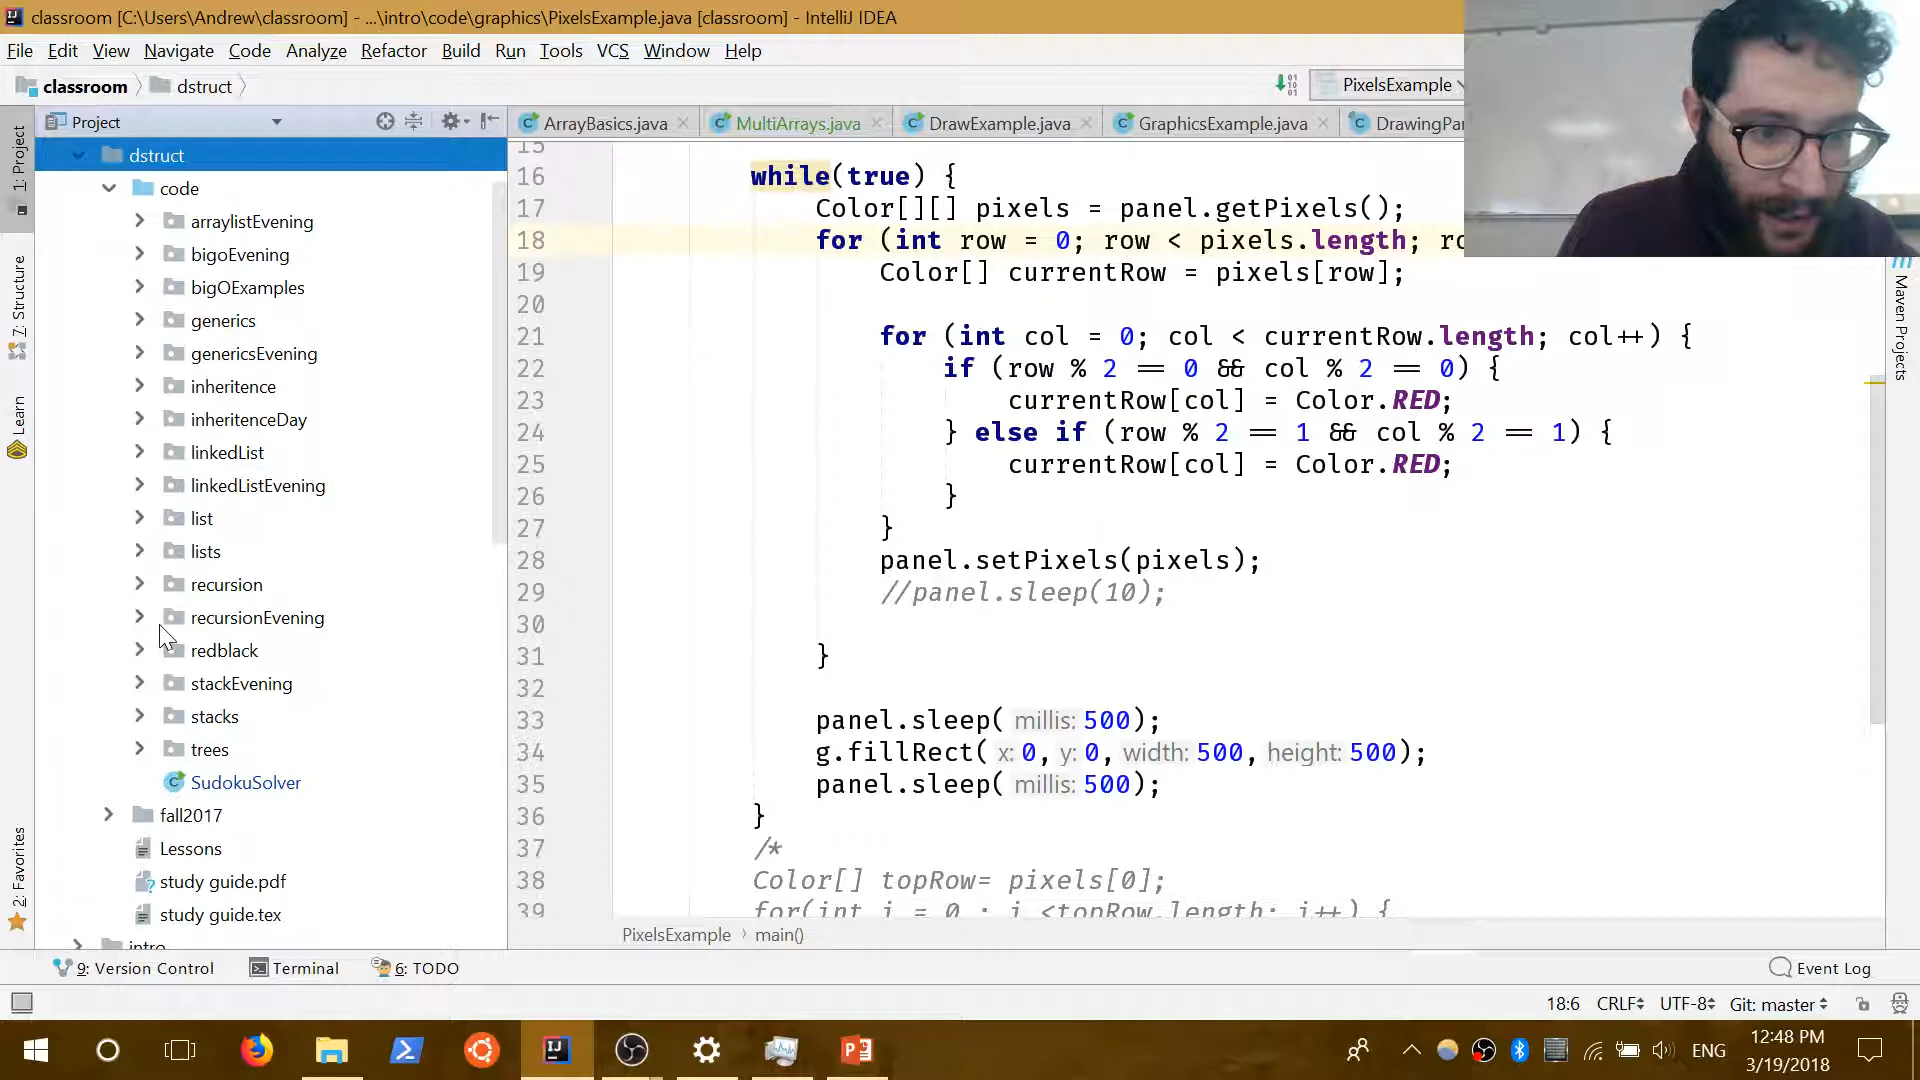 classroom [C:\Users\Andrew\classroom] - ...\intro\code\graphics\PixelsExample.java [classroom] - IntelliJ IDEA
File Edit View Navigate Code Analyze Refactor Build Run Tools VCS Window Help
classroom dstruct PixelsExample
Project
ArrayBasics.java MultiArrays.java DrawExample.java GraphicsExample.java DrawingPa
1: Project
7: Structure
Learn
2: Favorites
dstruct
code
arraylistEvening
bigoEvening
bigOExamples
generics
genericsEvening
inheritence
inheritenceDay
linkedList
linkedListEvening
list
lists
recursion
recursionEvening
redblack
stackEvening
stacks
trees
SudokuSolver
fall2017
Lessons
study guide.pdf
study guide.tex
intro
15
16 while(true) {
17 Color[][] pixels = panel.getPixels();
18 for (int row = 0; row < pixels.length; ro
19 Color[] currentRow = pixels[row];
20
21 for (int col = 0; col < currentRow.length; col++) {
22 if (row % 2 == 0 && col % 2 == 0) {
23 currentRow[col] = Color.RED;
24 } else if (row % 2 == 1 && col % 2 == 1) {
25 currentRow[col] = Color.RED;
26 }
27 }
28 panel.setPixels(pixels);
29 //panel.sleep(10);
30
31 }
32
33 panel.sleep( millis: 500);
34 g.fillRect( x: 0, y: 0, width: 500, height: 500);
35 panel.sleep( millis: 500);
36 }
37 /*
38 Color[] topRow= pixels[0];
39 for(int i = 0 ; i <topRow.length; i++) {
Maven Projects
PixelsExample main()
9: Version Control Terminal 6: TODO Event Log
18:6 CRLF UTF-8 Git: master
ENG
12:48 PM
3/19/2018